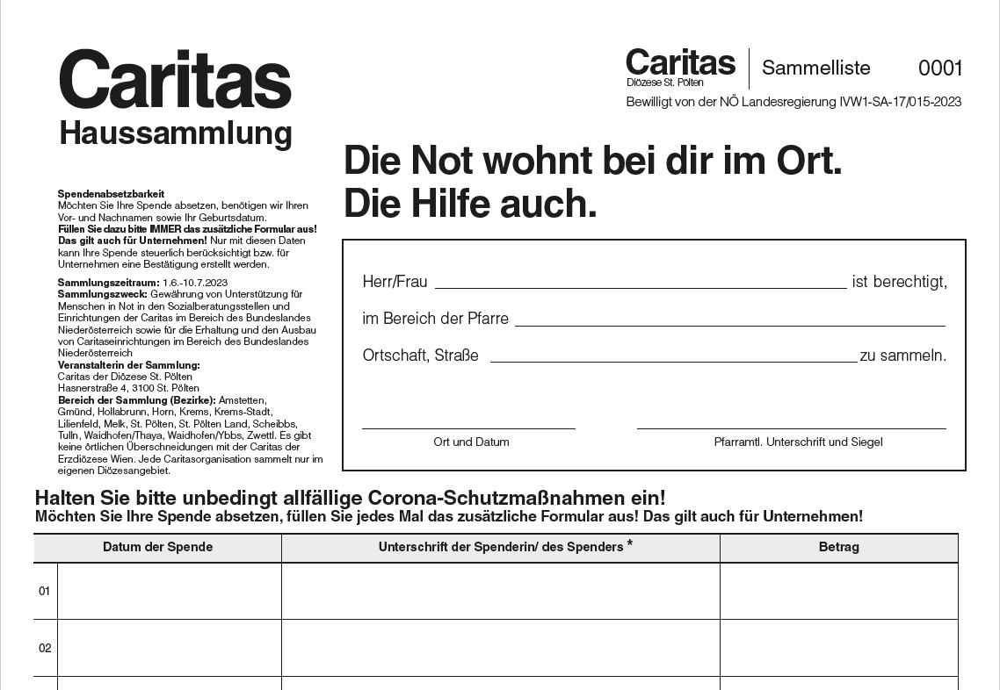 Caritas
Haussammlung
Caritas
Diözese St. Pölten
Sammelliste 0001
Bewilligt von der NÖ Landesregierung IVW1-SA-17/015-2023
Die Not wohnt bei dir im Ort.
Die Hilfe auch.
Spendenabsetzbarkeit
Möchten Sie Ihre Spende absetzen, benötigen wir Ihren
Vor- und Nachnamen sowie Ihr Geburtsdatum.
Füllen Sie dazu bitte IMMER das zusätzliche Formular aus!
Das gilt auch für Unternehmen! Nur mit diesen Daten
kann Ihre Spende steuerlich berücksichtigt bzw. für
Unternehmen eine Bestätigung erstellt werden.
Sammlungszeitraum: 1.6.-10.7.2023
Sammlungszweck: Gewährung von Unterstützung für
Menschen in Not in den Sozialberatungsstellen und
Einrichtungen der Caritas im Bereich des Bundeslandes
Niederösterreich sowie für die Erhaltung und den Ausbau
von Caritaseinrichtungen im Bereich des Bundeslandes
Niederösterreich
Veranstalterin der Sammlung:
Caritas der Diözese St. Pölten
Hasnerstraße 4, 3100 St. Pölten
Bereich der Sammlung (Bezirke): Amstetten,
Gmünd, Hollabrunn, Horn, Krems, Krems-Stadt,
Lilienfeld, Melk, St. Pölten, St. Pölten Land, Scheibbs,
Tulln, Waidhofen/Thaya, Waidhofen/Ybbs, Zwettl. Es gibt
keine örtlichen Überschneidungen mit der Caritas der
Erzdiözese Wien. Jede Caritasorganisation sammelt nur im
eigenen Diözesangebiet.
Herr/Frau ist berechtigt,
im Bereich der Pfarre
Ortschaft, Straße zu sammeln.
Ort und Datum Pfarramtl. Unterschrift und Siegel
Halten Sie bitte unbedingt allfällige Corona-Schutzmaßnahmen ein!
Möchten Sie Ihre Spende absetzen, füllen Sie jedes Mal das zusätzliche Formular aus! Das gilt auch für Unternehmen!
Datum der Spende Unterschrift der Spenderin/ des Spenders * Betrag
01
02